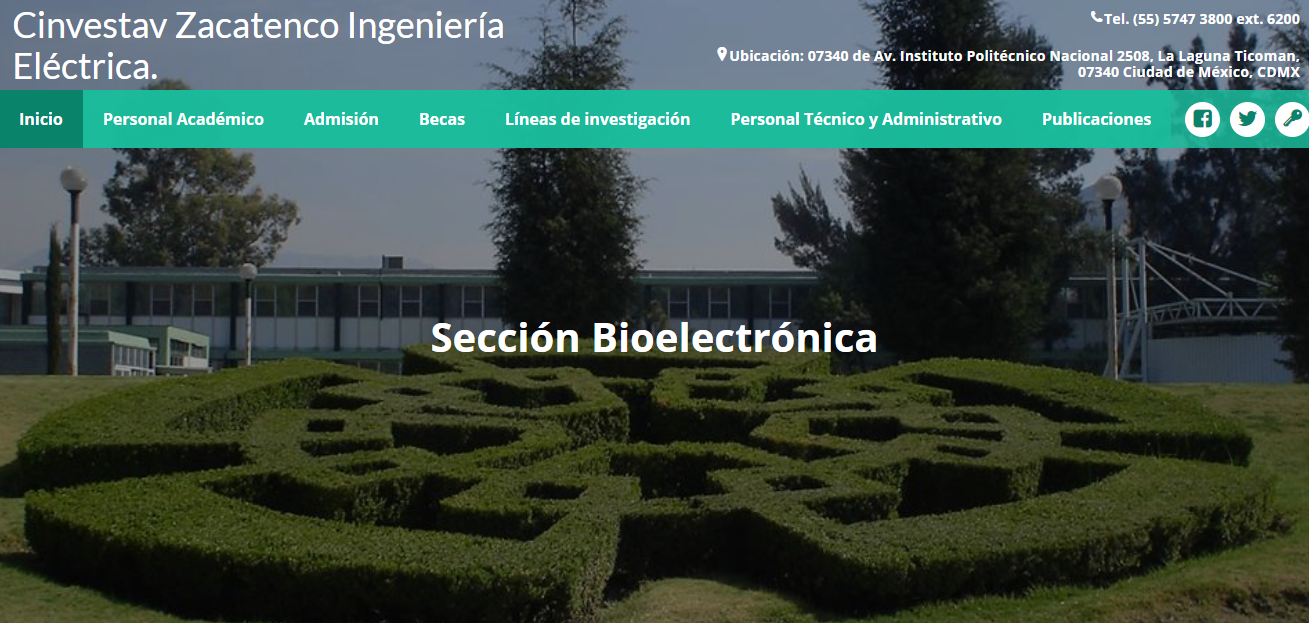 Cinvestav Zacatenco Ingeniería
Eléctrica.
Tel. (55) 5747 3800 ext. 6200
Ubicación: 07340 de Av. Instituto Politécnico Nacional 2508, La Laguna Ticoman,
07340 Ciudad de México, CDMX
Inicio Personal Académico Admisión Becas Líneas de investigación Personal Técnico y Administrativo Publicaciones
Sección Bioelectrónica